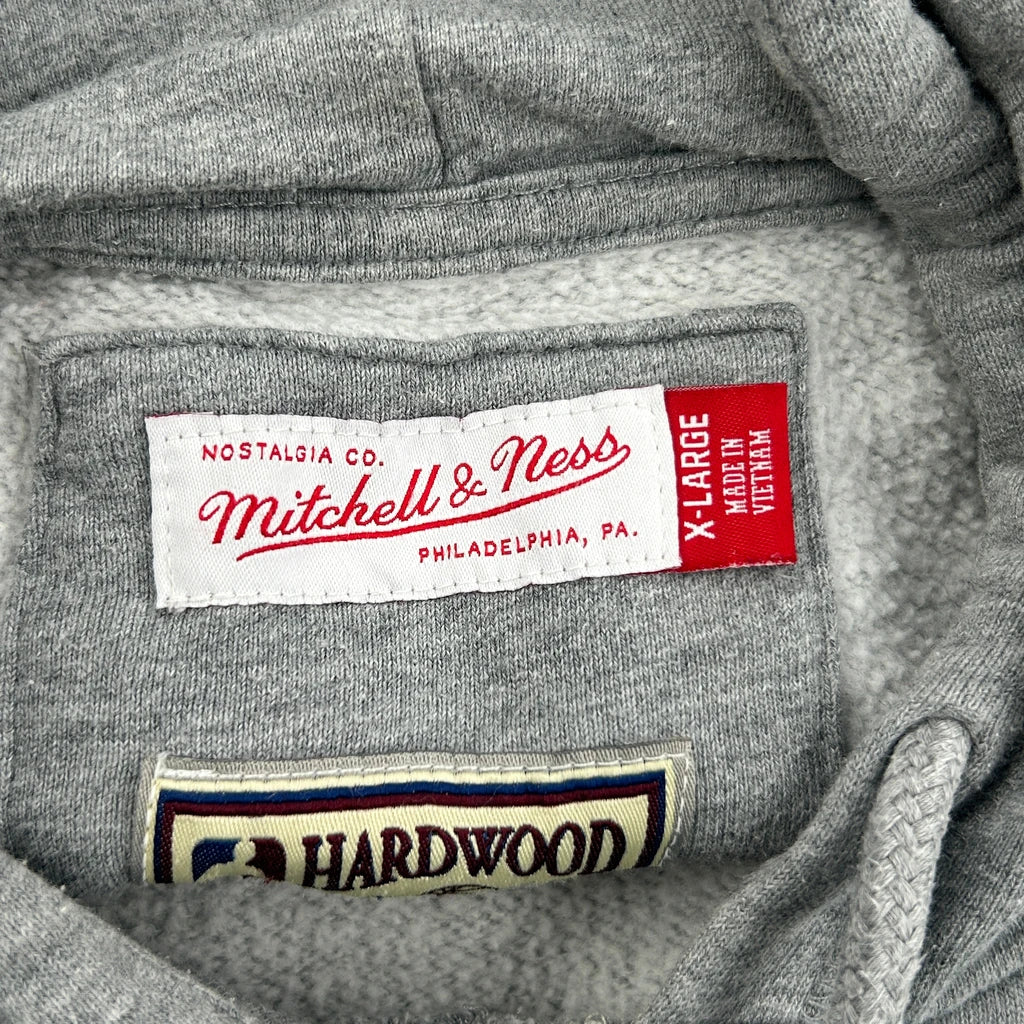 NOSTALGIA CO.
Mitchell & Ness
PHILADELPHIA, PA.
X-LARGE
MADE IN
VIETNAM
HARDWOOD